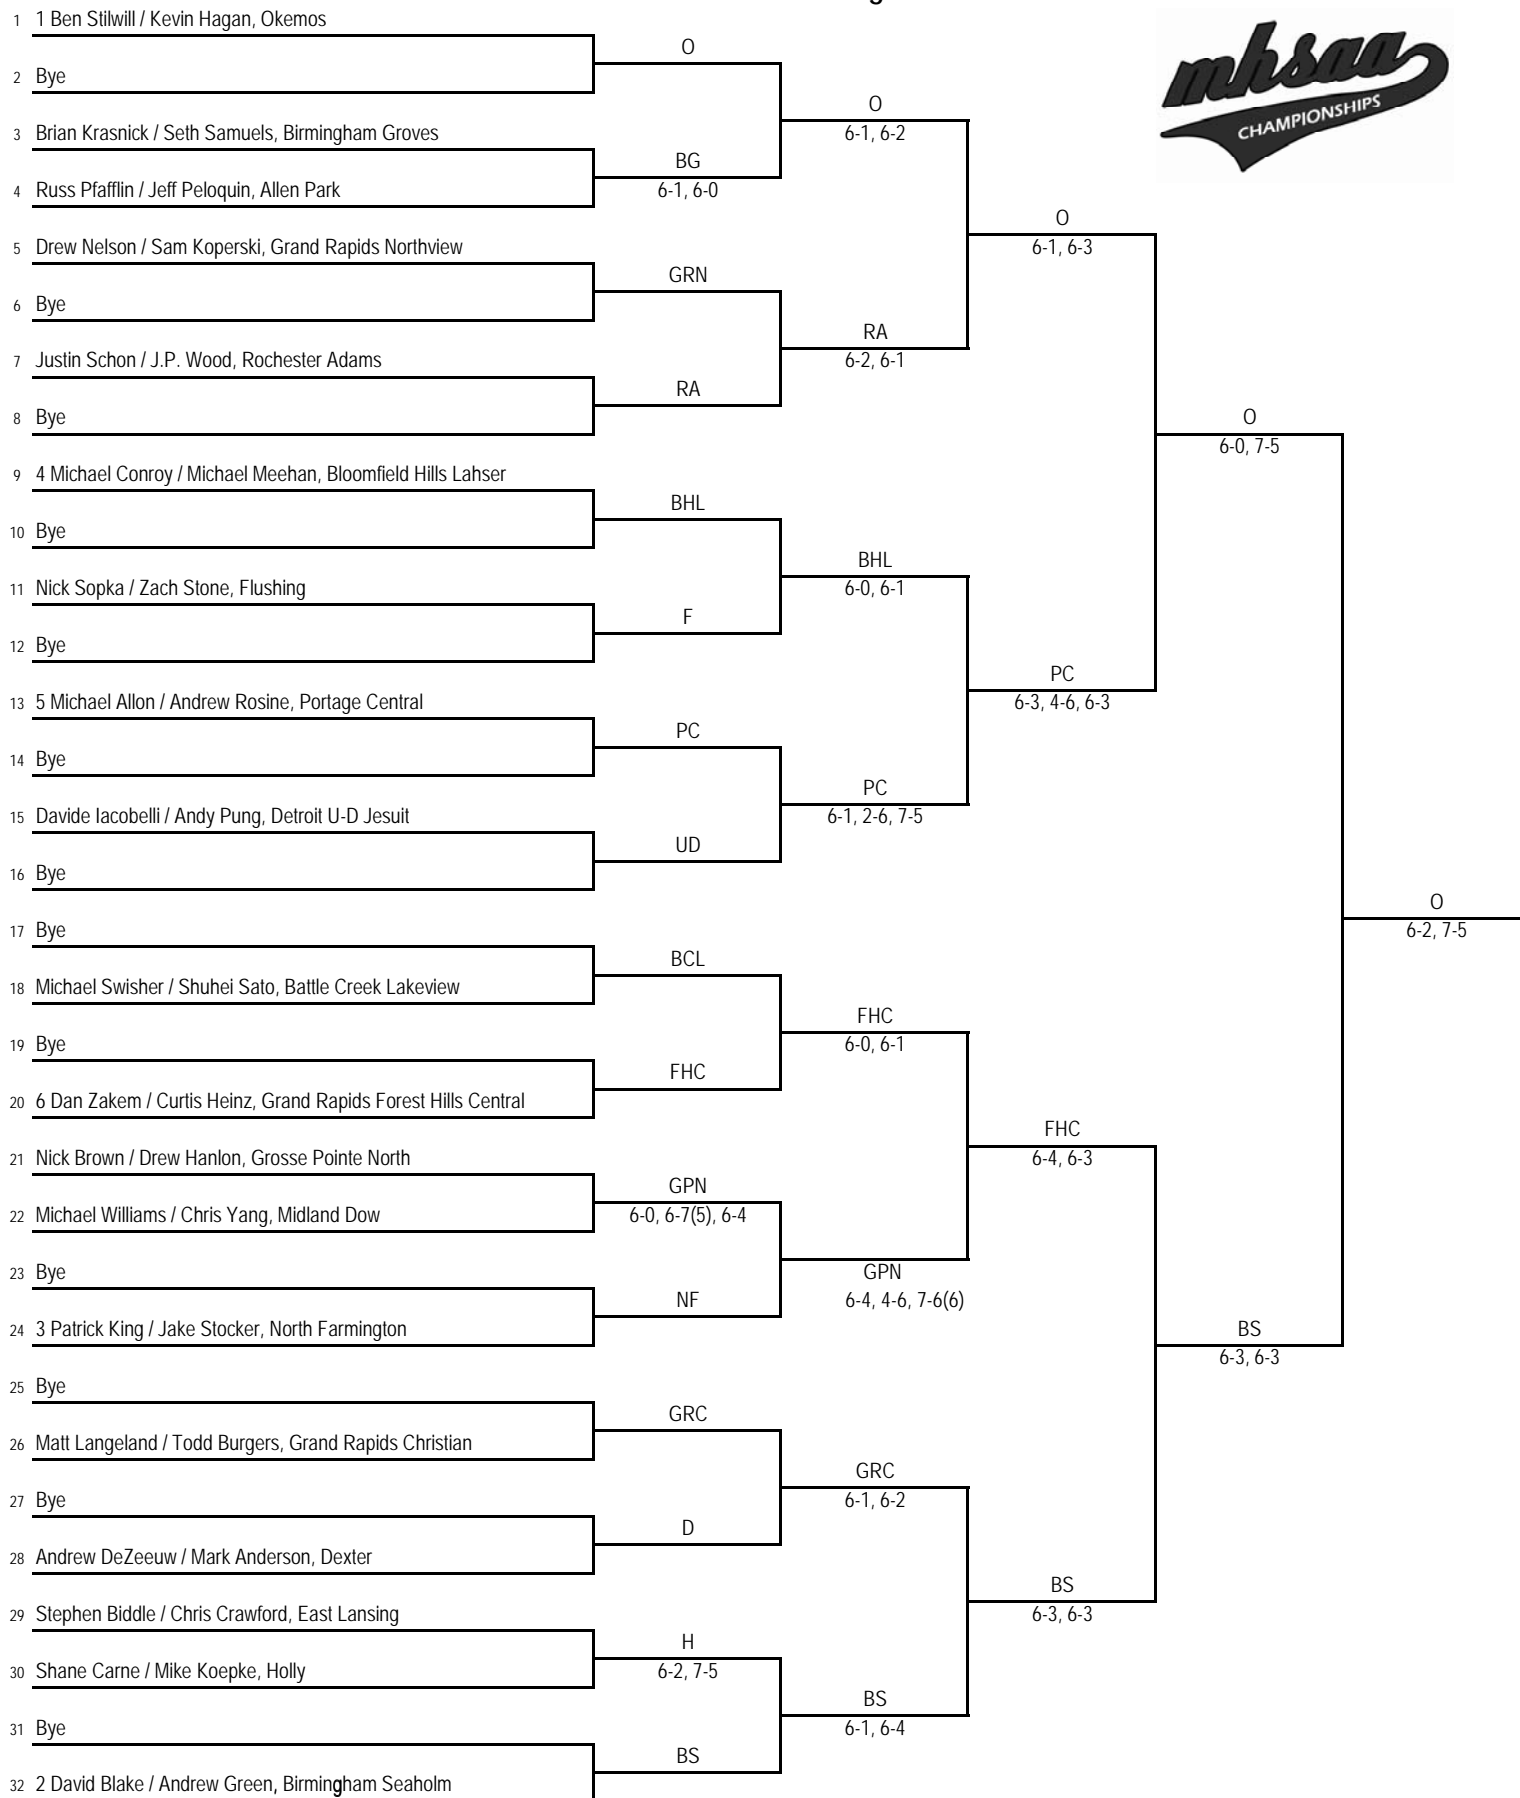 1 1 Ben Stilwill / Kevin Hagan, Okemos
2 Bye
3 Brian Krasnick / Seth Samuels, Birmingham Groves
4 Russ Pfafflin / Jeff Peloquin, Allen Park
5 Drew Nelson / Sam Koperski, Grand Rapids Northview
6 Bye
7 Justin Schon / J.P. Wood, Rochester Adams
8 Bye
9 4 Michael Conroy / Michael Meehan, Bloomfield Hills Lahser
10 Bye
11 Nick Sopka / Zach Stone, Flushing
12 Bye
13 5 Michael Allon / Andrew Rosine, Portage Central
14 Bye
15 Davide Iacobelli / Andy Pung, Detroit U-D Jesuit
16 Bye
17 Bye
18 Michael Swisher / Shuhei Sato, Battle Creek Lakeview
19 Bye
20 6 Dan Zakem / Curtis Heinz, Grand Rapids Forest Hills Central
21 Nick Brown / Drew Hanlon, Grosse Pointe North
22 Michael Williams / Chris Yang, Midland Dow
23 Bye
24 3 Patrick King / Jake Stocker, North Farmington
25 Bye
26 Matt Langeland / Todd Burgers, Grand Rapids Christian
27 Bye
28 Andrew DeZeeuw / Mark Anderson, Dexter
29 Stephen Biddle / Chris Crawford, East Lansing
30 Shane Carne / Mike Koepke, Holly
31 Bye
32 2 David Blake / Andrew Green, Birmingham Seaholm
O
BG
6-1, 6-0
GRN
RA
BHL
F
PC
UD
BCL
FHC
GPN
6-0, 6-7(5), 6-4
NF
GRC
D
H
6-2, 7-5
BS
O
6-1, 6-2
RA
6-2, 6-1
BHL
6-0, 6-1
PC
6-1, 2-6, 7-5
FHC
6-0, 6-1
GPN
6-4, 4-6, 7-6(6)
GRC
6-1, 6-2
BS
6-1, 6-4
O
6-1, 6-3
PC
6-3, 4-6, 6-3
FHC
6-4, 6-3
BS
6-3, 6-3
O
6-0, 7-5
BS
6-3, 6-3
O
6-2, 7-5
mhsaa
CHAMPIONSHIPS